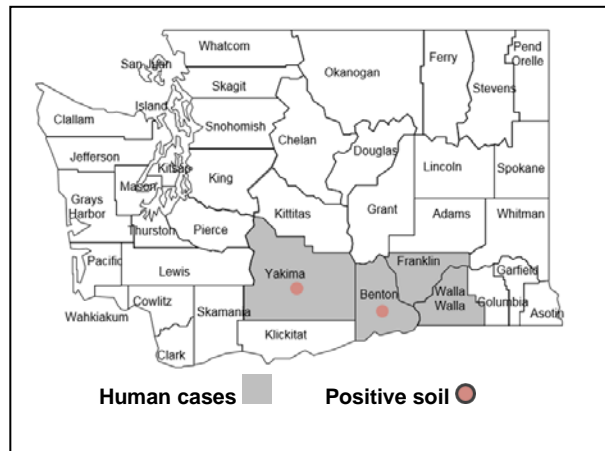 Whatcom
San Juan
Skagit
Island
Snohomish
Clallam
Jefferson
Kitsap
King
Mason
Grays
Harbor
Thurston
Pierce
Pacific
Lewis
Wahkiakum
Cowlitz
Skamania
Clark
Okanogan
Ferry
Stevens
Pend
Orelle
Chelan
Douglas
Lincoln
Spokane
Kittitas
Grant
Adams
Whitman
Yakima
Franklin
Benton
Walla
Walla
Columbia
Garfield
Asotin
Klickitat
Human cases
Positive soil